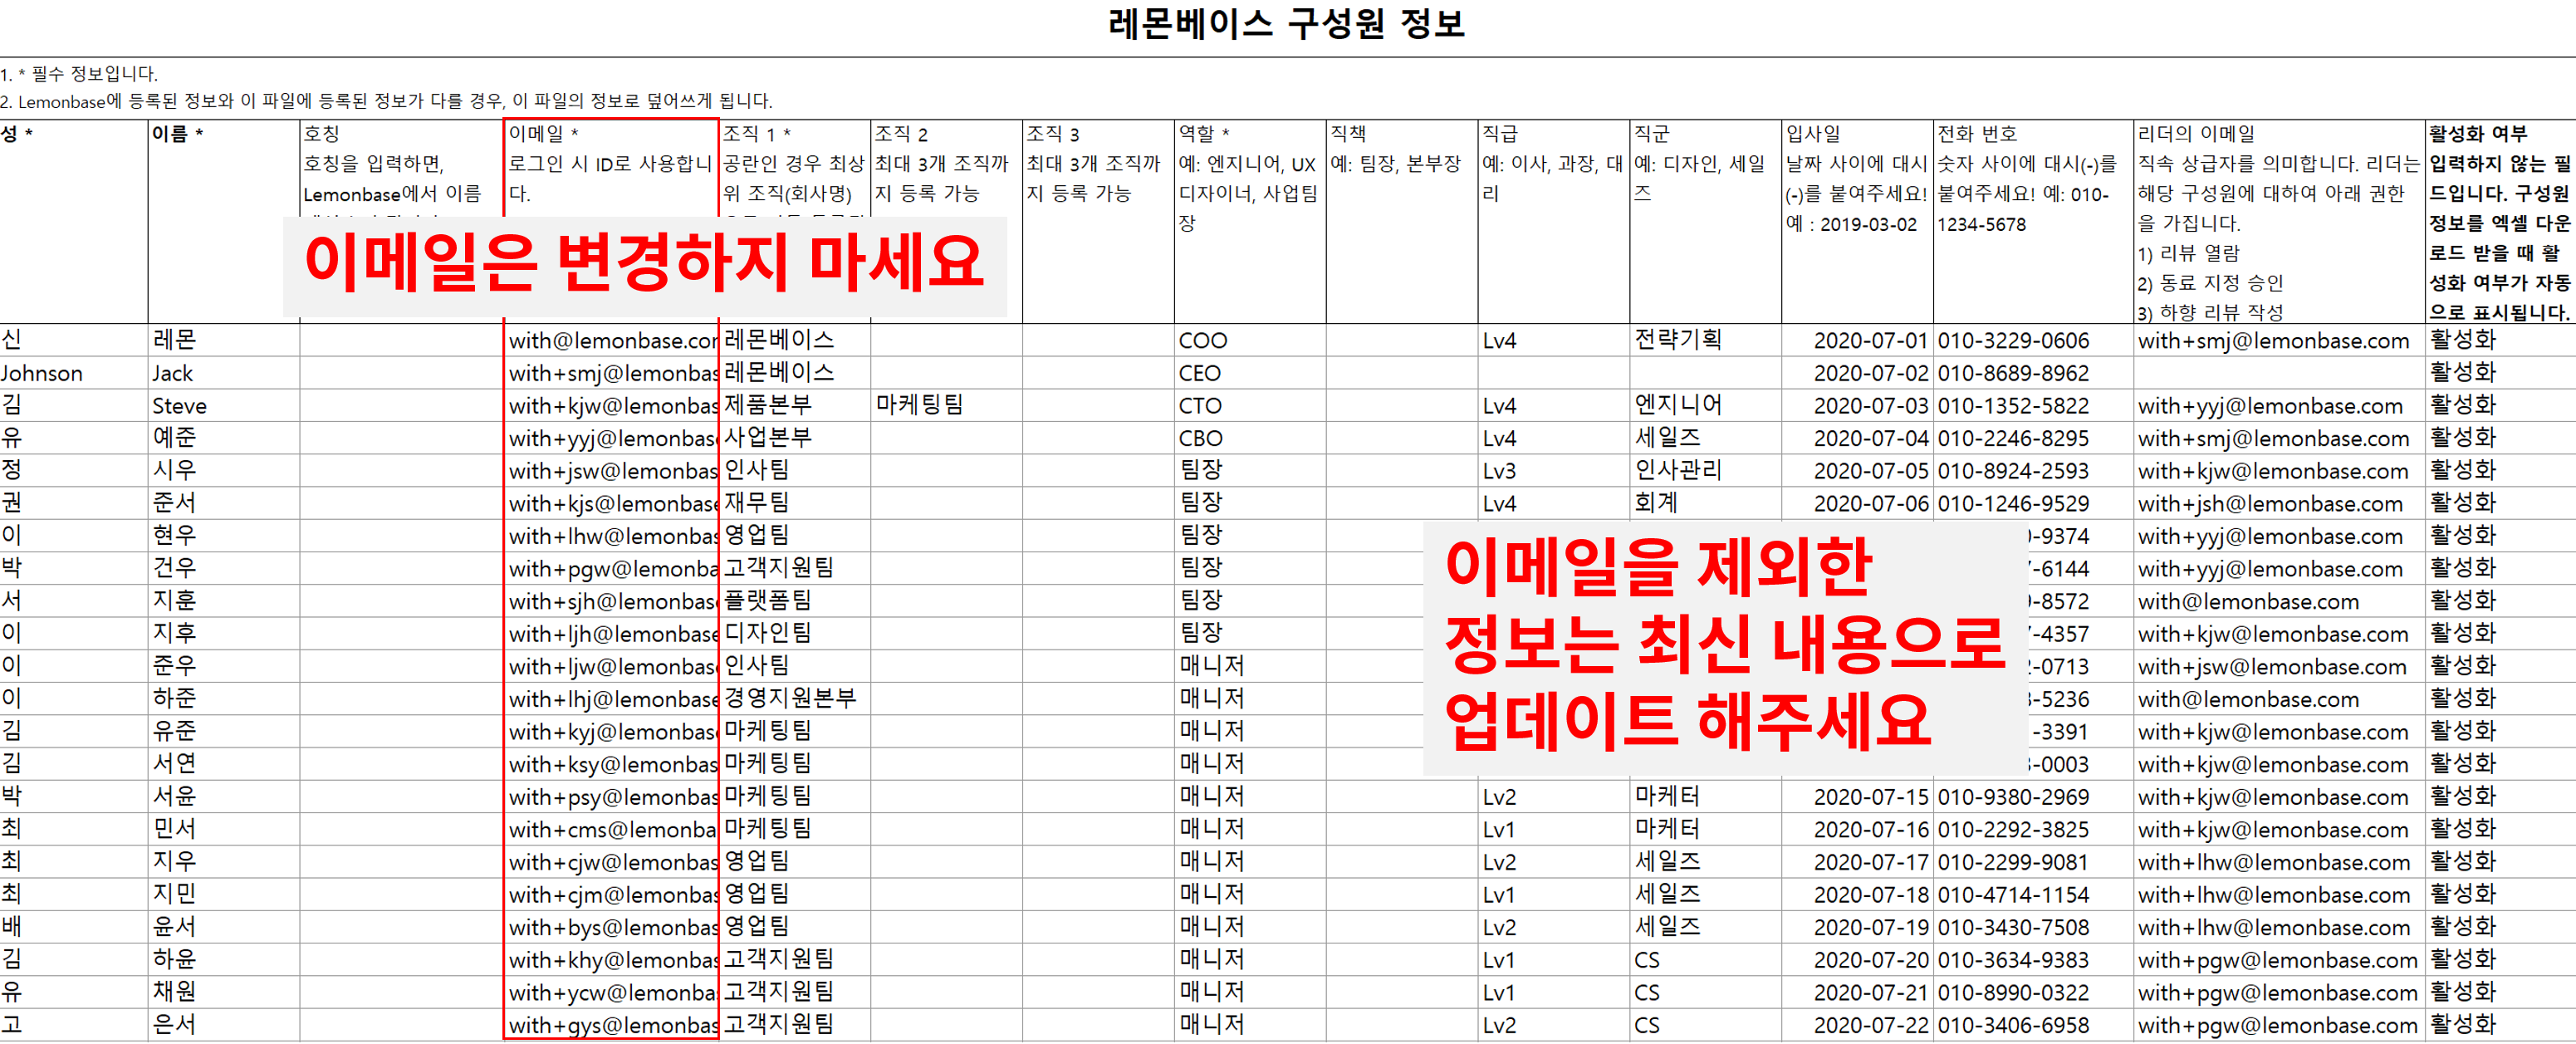 레몬베이스 구성원 정보
1. * 필수 정보입니다.
2. Lemonbase에 등록된 정보와 이 파일에 등록된 정보가 다를 경우, 이 파일의 정보로 덮어쓰게 됩니다.
성 * 이름 * 호칭 이메일 * 조직 1 * 조직 2 조직 3 역할 * 직책 직급 직군 입사일 전화 번호 리더의 이메일 활성화 여부
호칭을 입력하면, 로그인 시 ID로 사용합니 공란인 경우 최상 최대 3개 조직까 최대 3개 조직까 예: 엔지니어, UX 예: 팀장, 본부장 예: 이사, 과장, 대 예: 디자인, 세일 날짜 사이에 대시 숫자 사이에 대시(-)를 직속 상급자를 의미합니다. 리더는 입력하지 않는 필
Lemonbase에서 이름 다. 위 조직(회사명) 지 등록 가능 지 등록 가능 디자이너, 사업팀 리 즈 (-)를 붙여주세요! 붙여주세요! 예: 010- 해당 구성원에 대하여 아래 권한 드입니다. 구성원
장 예 : 2019-03-02 1234-5678 을 가집니다. 정보를 엑셀 다운
1) 리뷰 열람 로드 받을 때 활
2) 동료 지정 승인 성화 여부가 자동
3) 하향 리뷰 작성 으로 표시됩니다.
이메일은 변경하지 마세요
신 레몬 with@lemonbase.com 레몬베이스 COO Lv4 전략기획 2020-07-01 010-3229-0606 with+smj@lemonbase.com 활성화
Johnson Jack with+smj@lemonbas 레몬베이스 CEO 2020-07-02 010-8689-8962 활성화
김 Steve with+kjw@lemonbas 제품본부 마케팅팀 CTO Lv4 엔지니어 2020-07-03 010-1352-5822 with+yyj@lemonbase.com 활성화
유 예준 with+yyj@lemonbase 사업본부 CBO Lv4 세일즈 2020-07-04 010-2246-8295 with+smj@lemonbase.com 활성화
정 시우 with+jsw@lemonbas 인사팀 팀장 Lv3 인사관리 2020-07-05 010-8924-2593 with+kjw@lemonbase.com 활성화
권 준서 with+kjs@lemonbase 재무팀 팀장 Lv4 회계 2020-07-06 010-1246-9529 with+jsh@lemonbase.com 활성화
이 현우 with+lhw@lemonbas 영업팀 팀장 -9374 with+yyj@lemonbase.com 활성화
박 건우 with+pgw@lemonba 고객지원팀 팀장 -6144 with+yyj@lemonbase.com 활성화
서 지훈 with+sjh@lemonbase 플랫폼팀 팀장 -8572 with@lemonbase.com 활성화
이 지후 with+ljh@lemonbase 디자인팀 팀장 -4357 with+kjw@lemonbase.com 활성화
이 준우 with+ljw@lemonbase 인사팀 매니저 -0713 with+jsw@lemonbase.com 활성화
이 하준 with+lhj@lemonbase 경영지원본부 매니저 -5236 with@lemonbase.com 활성화
김 유준 with+kyj@lemonbase 마케팅팀 매니저 -3391 with+kjw@lemonbase.com 활성화
김 서연 with+ksy@lemonbas 마케팅팀 매니저 -0003 with+kjw@lemonbase.com 활성화
이메일을 제외한
정보는 최신 내용으로
업데이트 해주세요
박 서윤 with+psy@lemonbas 마케팅팀 매니저 Lv2 마케터 2020-07-15 010-9380-2969 with+kjw@lemonbase.com 활성화
최 민서 with+cms@lemonba 마케팅팀 매니저 Lv1 마케터 2020-07-16 010-2292-3825 with+kjw@lemonbase.com 활성화
최 지우 with+cjw@lemonbas 영업팀 매니저 Lv2 세일즈 2020-07-17 010-2299-9081 with+lhw@lemonbase.com 활성화
최 지민 with+cjm@lemonbas 영업팀 매니저 Lv1 세일즈 2020-07-18 010-4714-1154 with+lhw@lemonbase.com 활성화
배 윤서 with+bys@lemonbas 영업팀 매니저 Lv2 세일즈 2020-07-19 010-3430-7508 with+lhw@lemonbase.com 활성화
김 하윤 with+khy@lemonbas 고객지원팀 매니저 Lv1 CS 2020-07-20 010-3634-9383 with+pgw@lemonbase.com 활성화
유 채원 with+ycw@lemonba 고객지원팀 매니저 Lv1 CS 2020-07-21 010-8990-0322 with+pgw@lemonbase.com 활성화
고 은서 with+gys@lemonbas 고객지원팀 매니저 Lv2 CS 2020-07-22 010-3406-6958 with+pgw@lemonbase.com 활성화